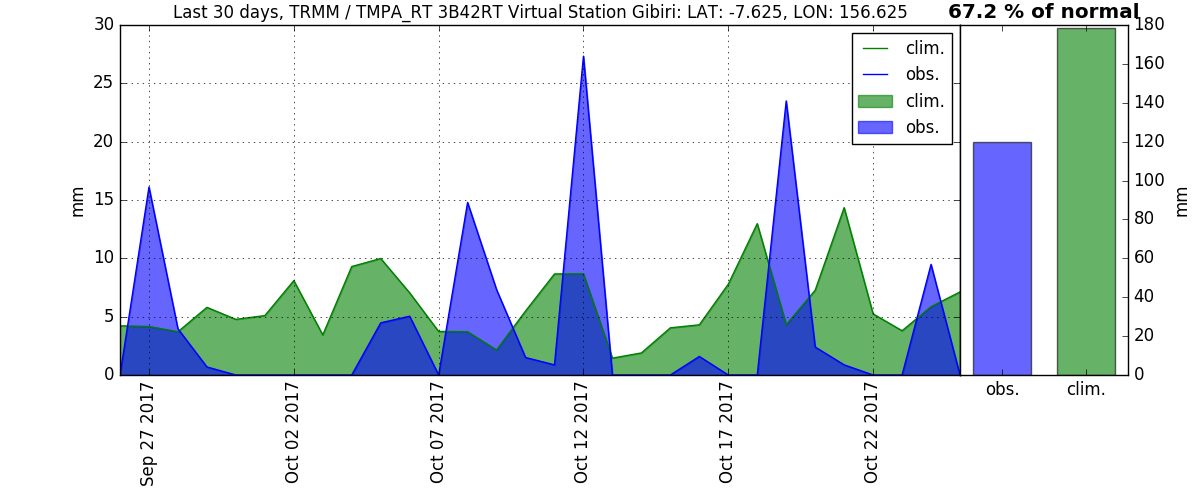 Last 30 days, TRMM / TMPA_RT 3B42RT Virtual Station Gibiri: LAT: -7.625, LON: 156.625
67.2 % of normal
30
25
20
15
10
5
0
mm
clim.
obs.
clim.
obs.
180
160
140
120
100
80
60
40
20
0
mm
Sep 27 2017
Oct 02 2017
Oct 07 2017
Oct 12 2017
Oct 17 2017
Oct 22 2017
obs.
clim.